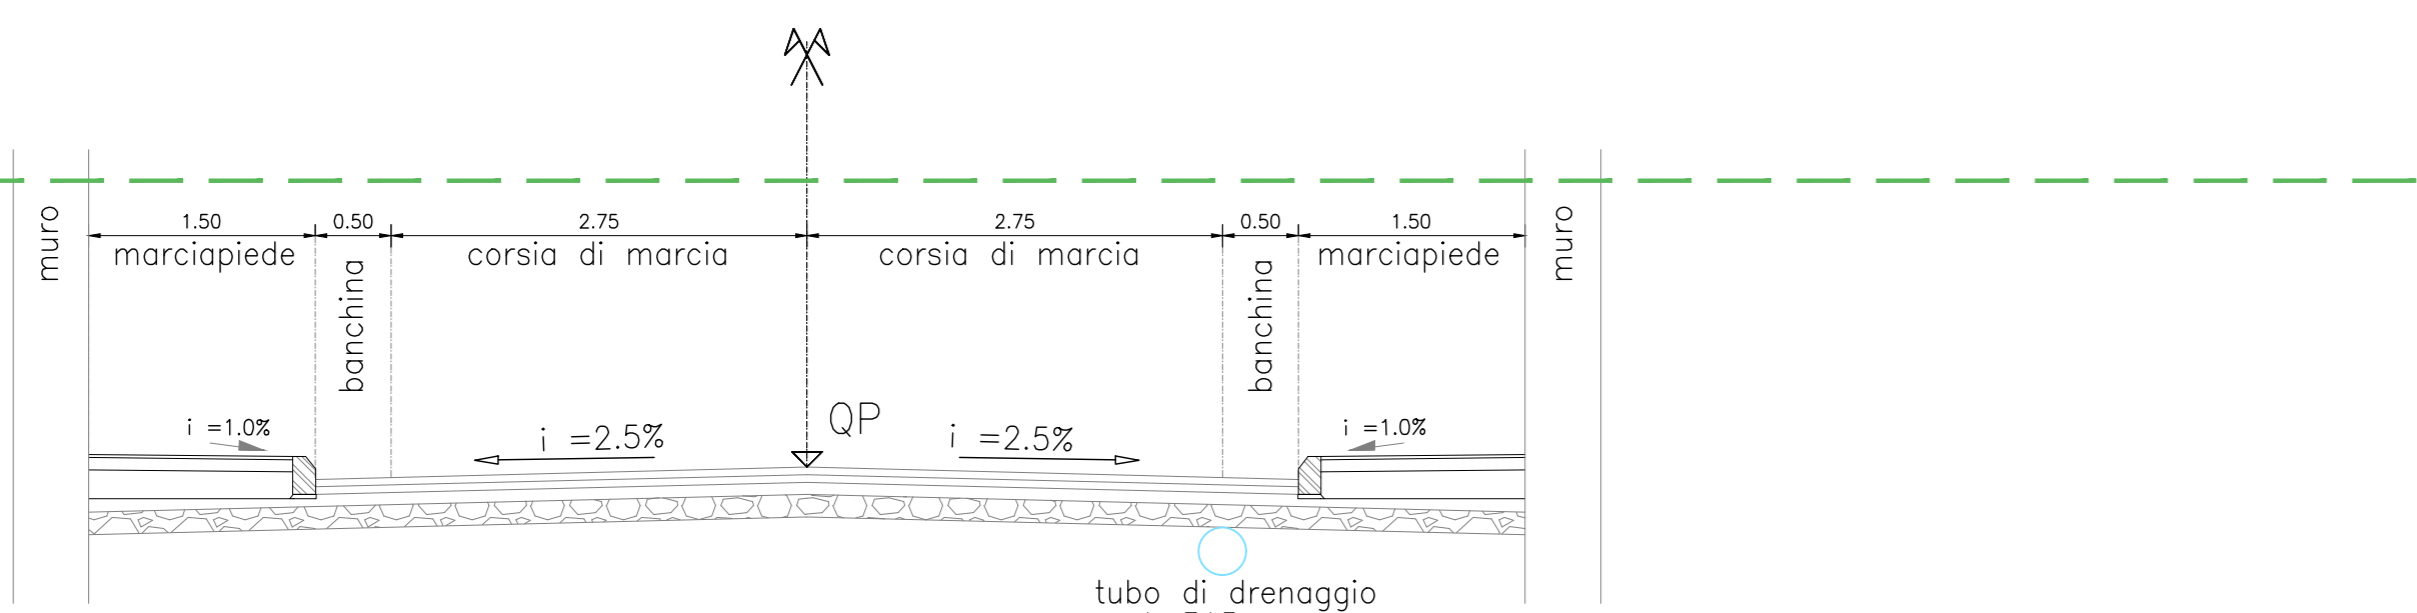 1.50 0.50 2.75 2.75 0.50 1.50
muro marciapiede corsia di marcia corsia di marcia marciapiede muro
banchina banchina
QP
i =1.0% i =2.5% i =2.5% i =1.0%
tubo di drenaggio